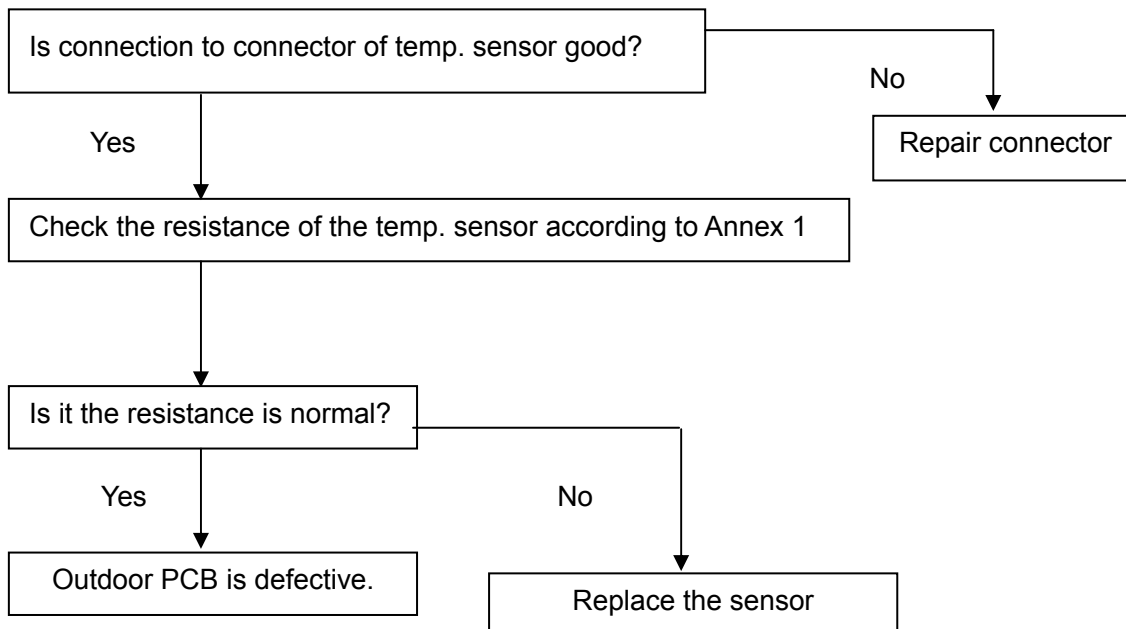 Is connection to connector of temp. sensor good?
No
Yes
Repair connector
Check the resistance of the temp. sensor according to Annex 1
Is it the resistance is normal?
Yes
No
Outdoor PCB is defective.
Replace the sensor